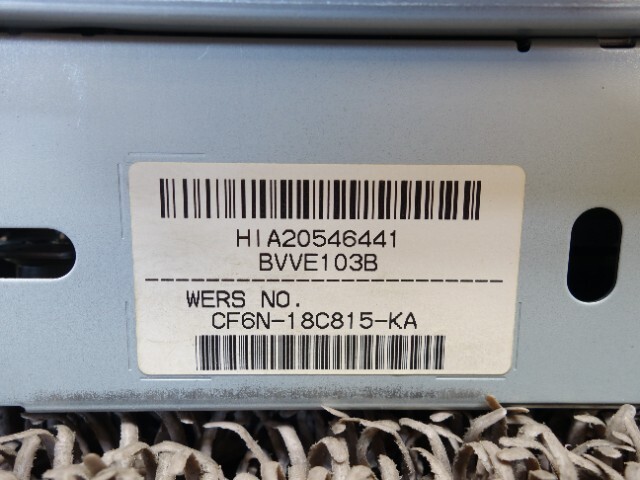 HIA20546441
BVVE103B
WERS NO.
CF6N-18C815-KA